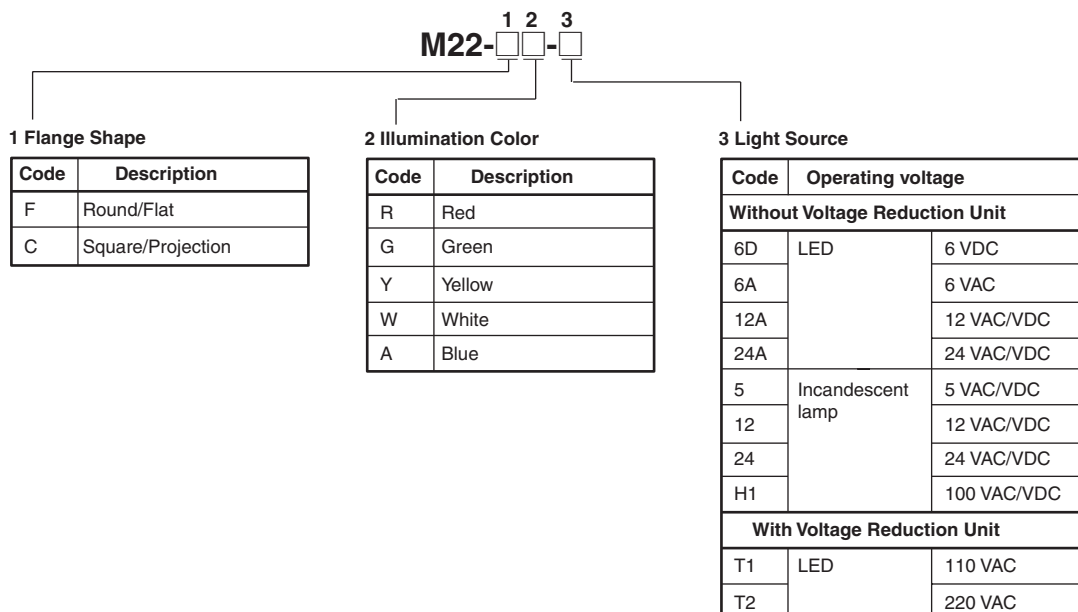 1 2 3
M22-□□-□
1 Flange Shape
Code Description
F Round/Flat
C Square/Projection
2 Illumination Color
Code Description
R Red
G Green
Y Yellow
W White
A Blue
3 Light Source
Code Operating voltage
Without Voltage Reduction Unit
6D LED 6 VDC
6A 6 VAC
12A 12 VAC/VDC
24A 24 VAC/VDC
5 Incandescent 5 VAC/VDC
lamp
12 12 VAC/VDC
24 24 VAC/VDC
H1 100 VAC/VDC
With Voltage Reduction Unit
T1 LED 110 VAC
T2 220 VAC